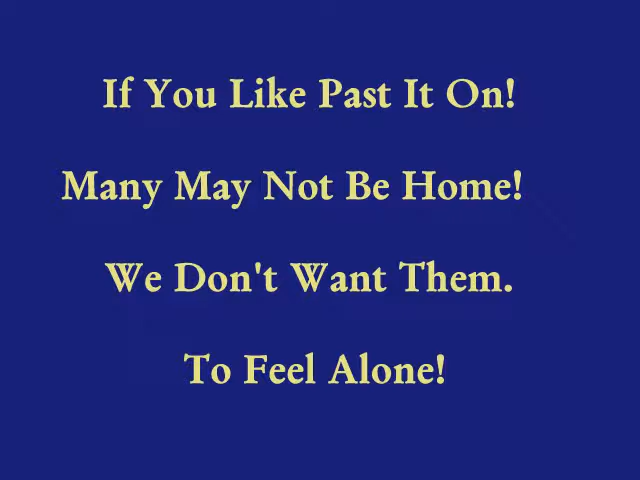 If You Like Past It On!
Many May Not Be Home!
We Don't Want Them.
To Feel Alone!